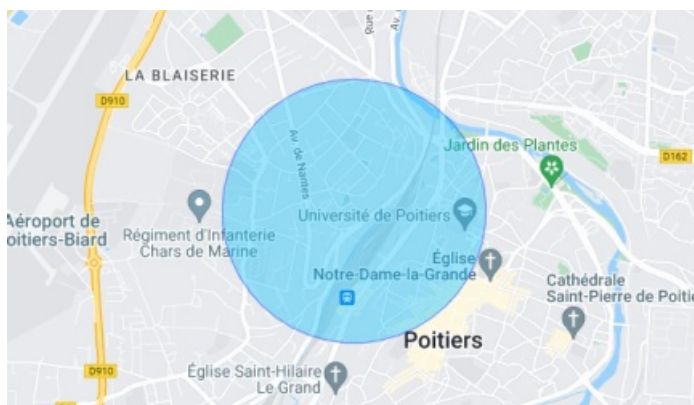 LA BLAISERIE
D910
Av
Av. de Nantes
Jardin des Plantes
D162
Université de Poitiers
Aéroport de
oitiers-Biard
Régiment d'Infanterie
Chars de Marine
Église
Notre-Dame-la-Grande
Cathédrale
Saint-Pierre de Poitie
Poitiers
D910
Église Saint-Hilaire
Le Grand